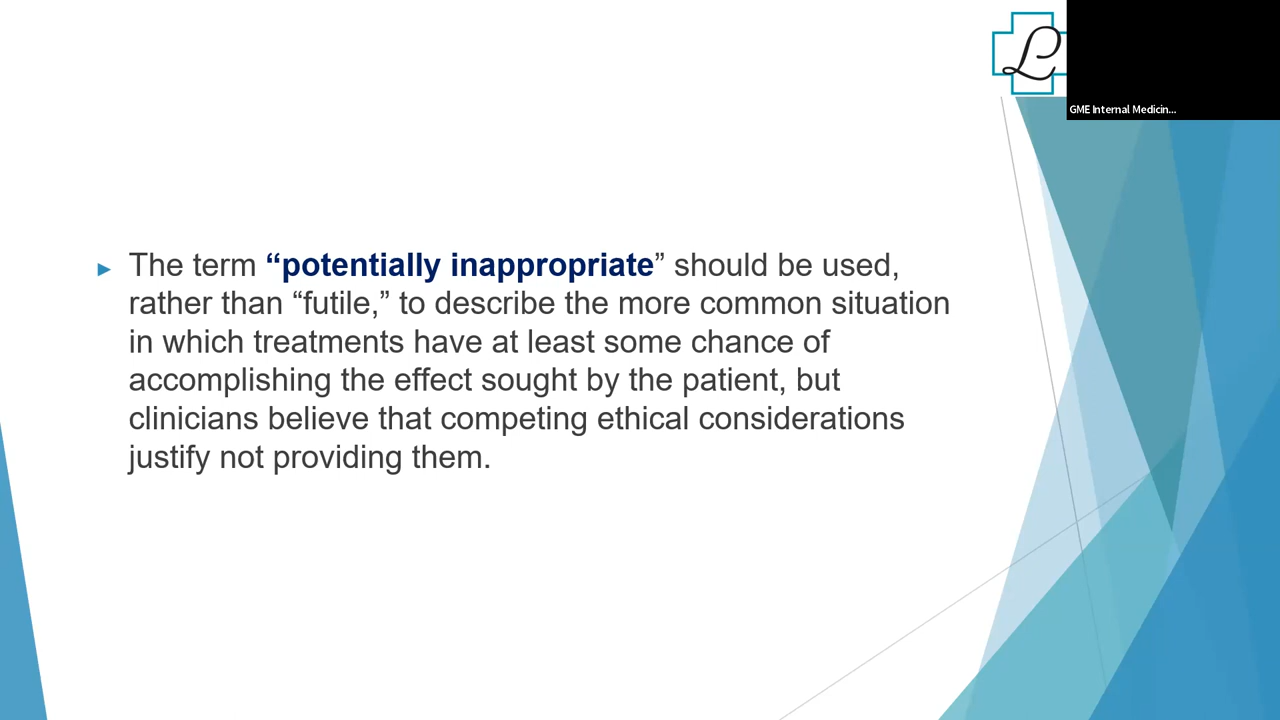 L
GME Internal Medicin...
The term “potentially inappropriate” should be used,
rather than “futile,” to describe the more common situation
in which treatments have at least some chance of
accomplishing the effect sought by the patient, but
clinicians believe that competing ethical considerations
justify not providing them.